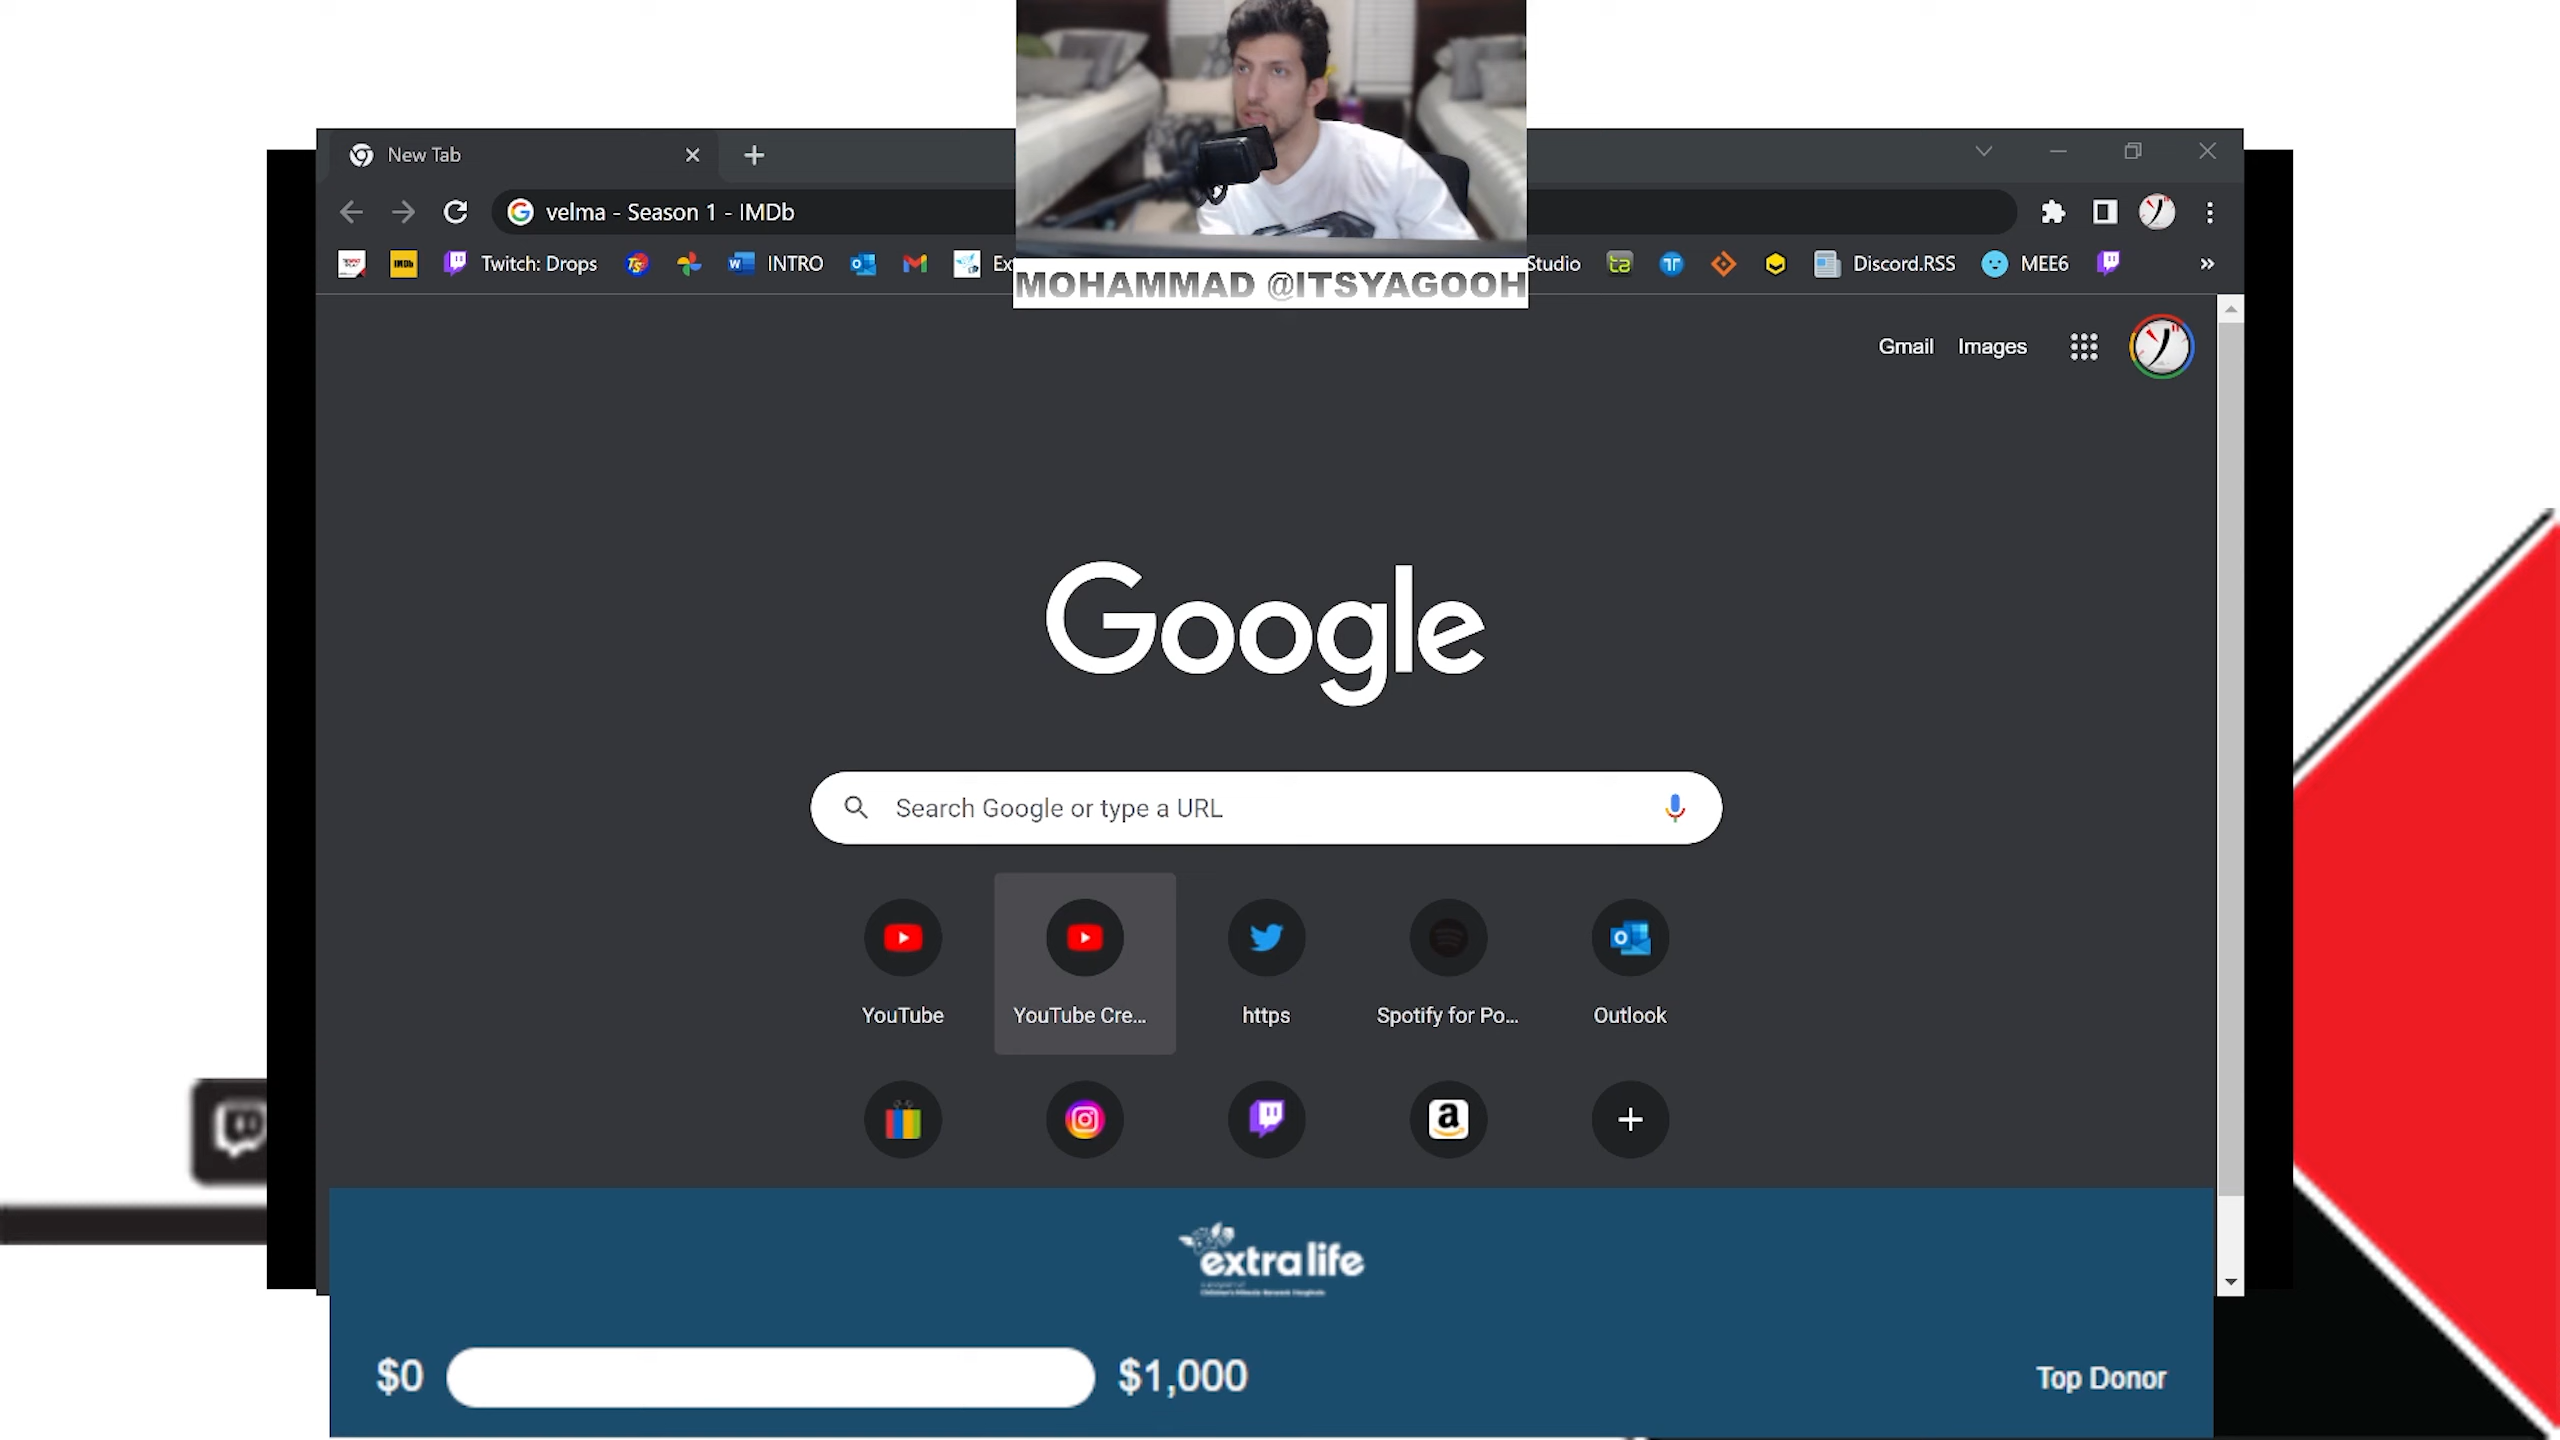 New Tab
velma - Season 1 - IMDb
IMDb
Twitch: Drops
TS
INTRO
Ex
Studio
Discord.RSS
MEE6
MOHAMMAD @ITSYAGOOH
Gmail
Images
Google
Search Google or type a URL
YouTube
YouTube Cre...
https
Spotify for Po...
Outlook
extra life
$0
$1,000
Top Donor